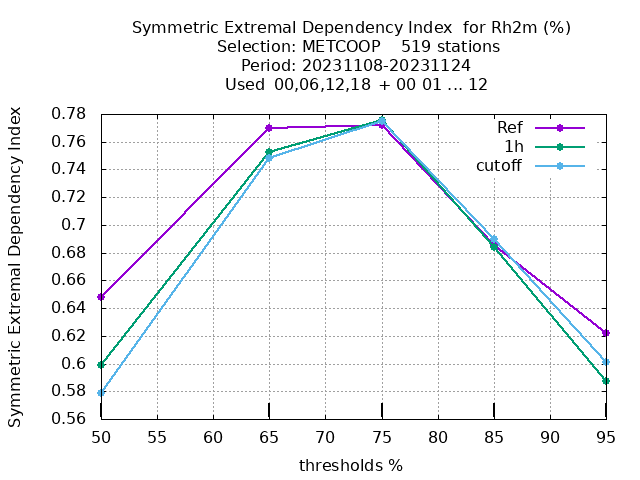 Symmetric Extremal Dependency Index  for Rh2m (%)
Selection: METCOOP    519 stations
Period: 20231108-20231124
Used  00,06,12,18  + 00 01 ... 12
Symmetric Extremal Dependency Index
0.78
0.76
0.74
0.72
0.7
0.68
0.66
0.64
0.62
0.6
0.58
0.56
Ref
1h
cutoff
50 55 60 65 70 75 80 85 90 95
thresholds %